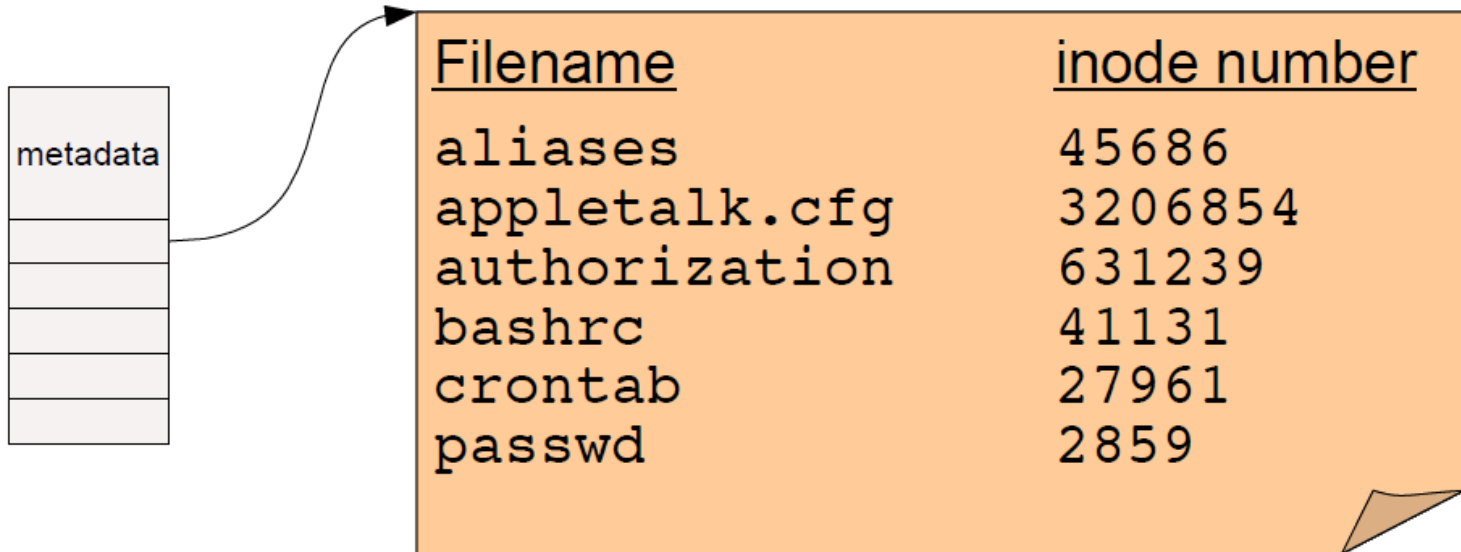 metadata
Filename inode number
aliases 45686
appletalk.cfg 3206854
authorization 631239
bashrc 41131
crontab 27961
passwd 2859